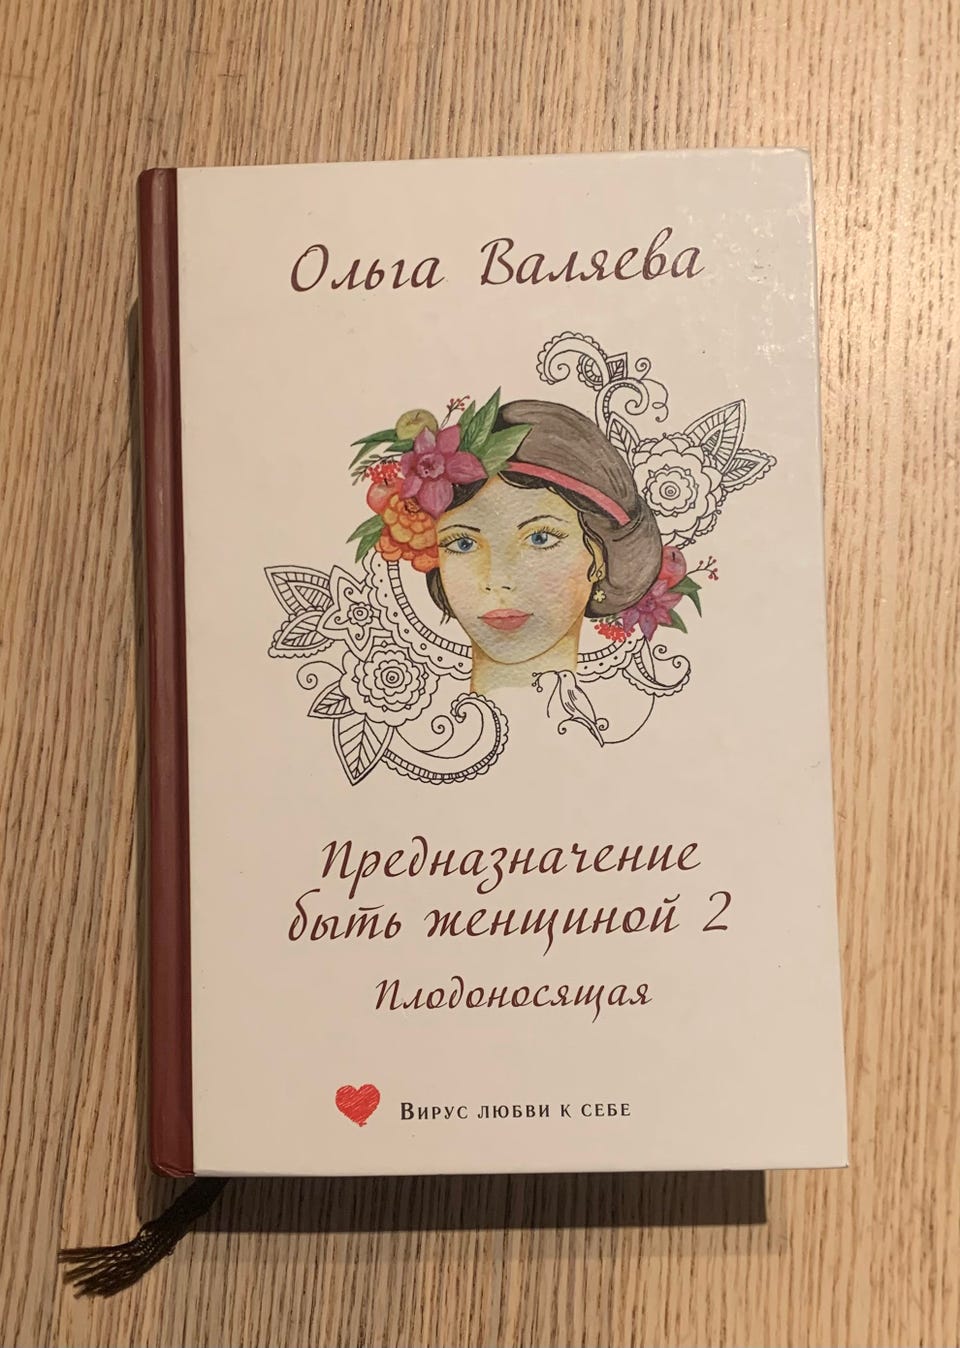 Ольга Валяева
Предназначение
быть женщиной 2
Плодоносящая
Вирус любви к себе